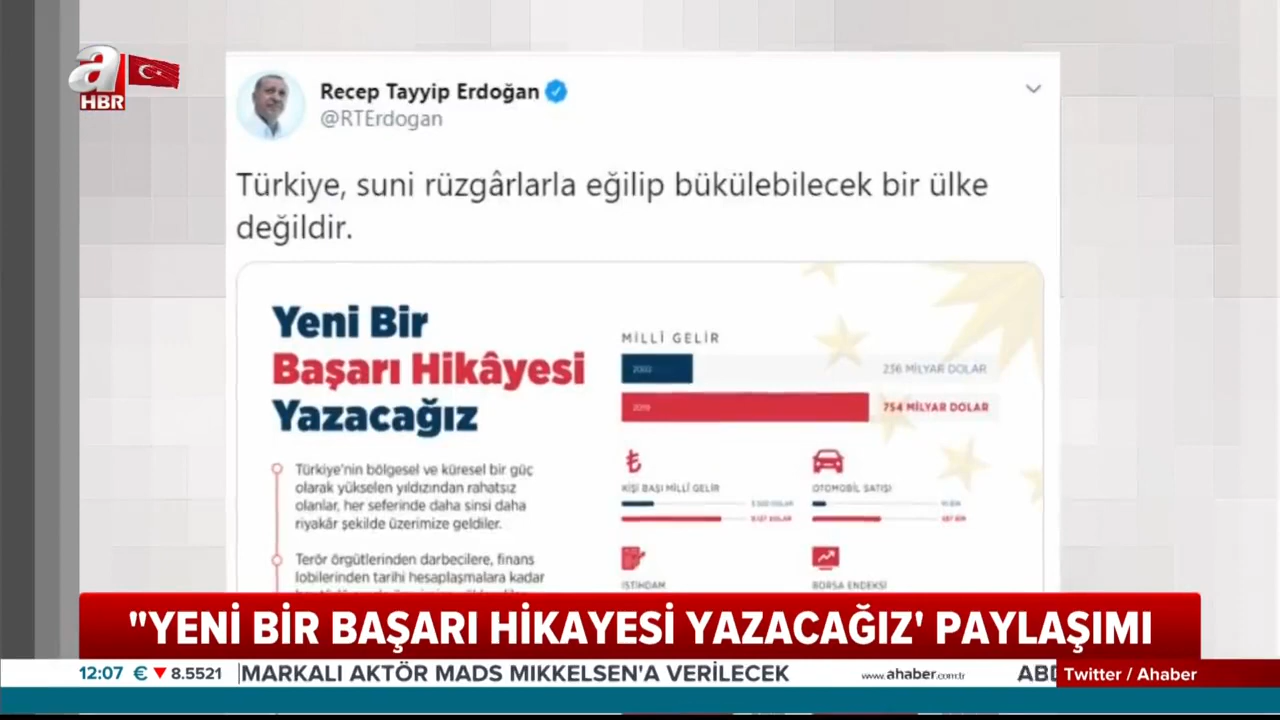 a
HBR
Recep Tayyip Erdoğan
@RTErdogan
Türkiye, suni rüzgârlarla eğilip bükülebilecek bir ülke
değildir.
Yeni Bir
Başarı Hikâyesi
Yazacağız
Türkiye'nin bölgesel ve küresel bir güç
olarak yükselen yıldızından rahatsız
olanlar, her seferinde daha sinsi daha
riyakâr şekilde üzerimize geldiler.
Terör örgütlerinden darbecilere, finans
lobilerinden tarihi hesaplaşmalara kadar
MİLLÎ GELİR
2002
236 MİLYAR DOLAR
2019
754 MİLYAR DOLAR
KİŞİ BAŞI MİLLÎ GELİR
OTOMOBİL SATIŞI
İSTİHDAM
BORSA ENDEKSİ
"YENİ BİR BAŞARI HİKAYESİ YAZACAĞIZ' PAYLAŞIMI
12:07 € 8.5521 MARKALI AKTÖR MADS MIKKELSEN'A VERİLECEK www.ahaber.com.tr
Twitter / Ahaber